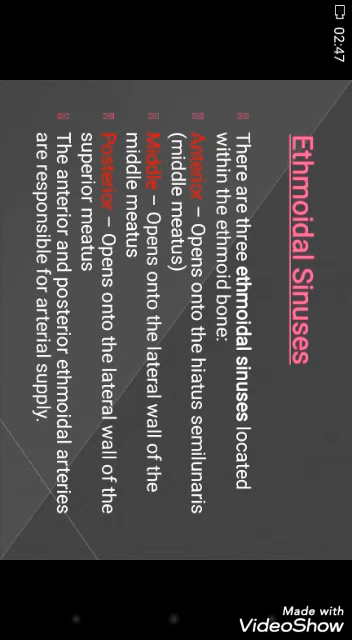 02:47
Ethmoidal Sinuses
There are three ethmoidal sinuses located
within the ethmoid bone:
Anterior – Opens onto the hiatus semilunaris
(middle meatus)
Middle – Opens onto the lateral wall of the
middle meatus
Posterior – Opens onto the lateral wall of the
superior meatus
The anterior and posterior ethmoidal arteries
are responsible for arterial supply.
Made with
VideoShow